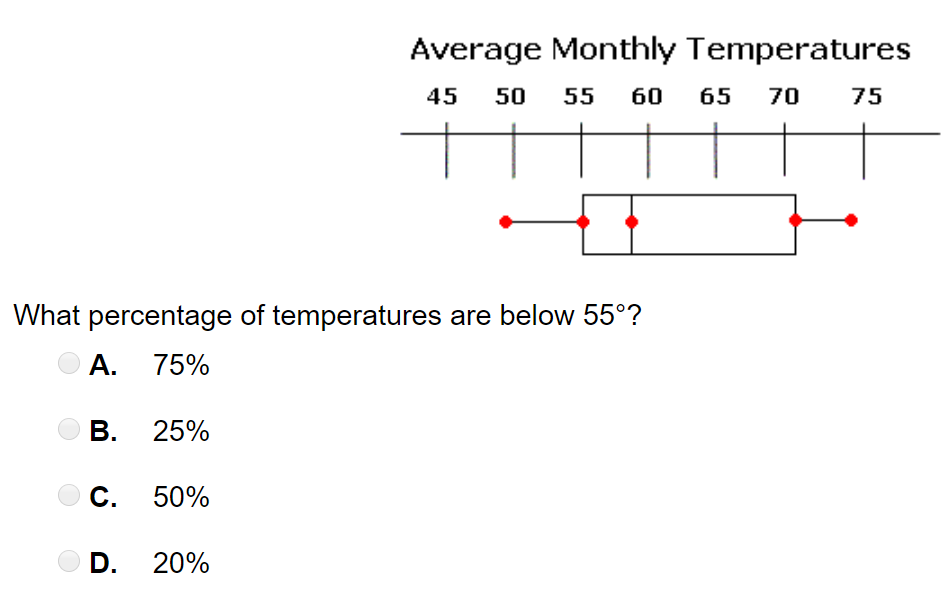 Average Monthly Temperatures
45 50 55 60 65 70 75
What percentage of temperatures are below 55°?
A. 75%
B. 25%
C. 50%
D. 20%